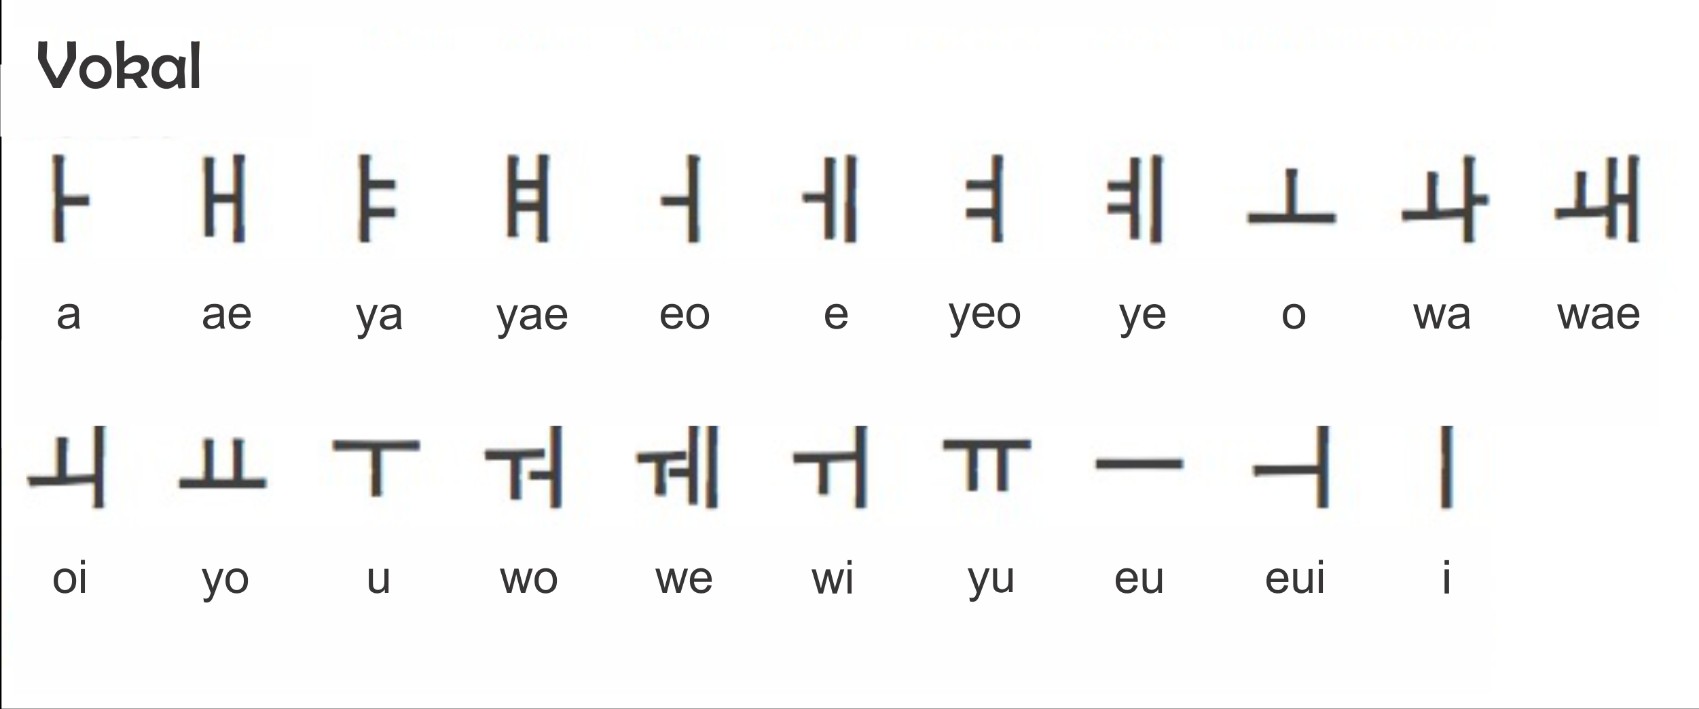 Vokal
ㅏ ㅐ ㅑ ㅒ ㅓ ㅔ ㅕ ㅖ ㅗ ㅘ ㅙ
a ae ya yae eo e yeo ye o wa wae
ㅚ ㅛ ㅜ ㅝ ㅞ ㅟ ㅠ ㅡ ㅢ ㅣ
oi yo u wo we wi yu eu eui i